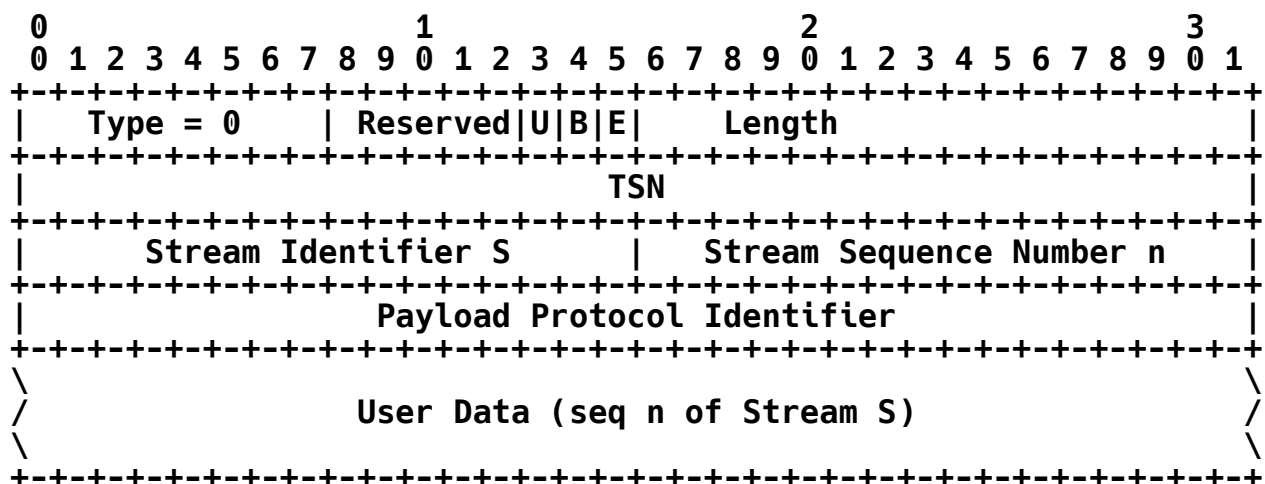 0                   1                   2                   3
 0 1 2 3 4 5 6 7 8 9 0 1 2 3 4 5 6 7 8 9 0 1 2 3 4 5 6 7 8 9 0 1
+-+-+-+-+-+-+-+-+-+-+-+-+-+-+-+-+-+-+-+-+-+-+-+-+-+-+-+-+-+-+-+-+
|   Type = 0    | Reserved|U|B|E|    Length                     |
+-+-+-+-+-+-+-+-+-+-+-+-+-+-+-+-+-+-+-+-+-+-+-+-+-+-+-+-+-+-+-+-+
|                              TSN                              |
+-+-+-+-+-+-+-+-+-+-+-+-+-+-+-+-+-+-+-+-+-+-+-+-+-+-+-+-+-+-+-+-+
|      Stream Identifier S      |   Stream Sequence Number n    |
+-+-+-+-+-+-+-+-+-+-+-+-+-+-+-+-+-+-+-+-+-+-+-+-+-+-+-+-+-+-+-+-+
|                  Payload Protocol Identifier                  |
+-+-+-+-+-+-+-+-+-+-+-+-+-+-+-+-+-+-+-+-+-+-+-+-+-+-+-+-+-+-+-+-+
\                                                               \
/                 User Data (seq n of Stream S)                 /
\                                                               \
+-+-+-+-+-+-+-+-+-+-+-+-+-+-+-+-+-+-+-+-+-+-+-+-+-+-+-+-+-+-+-+-+